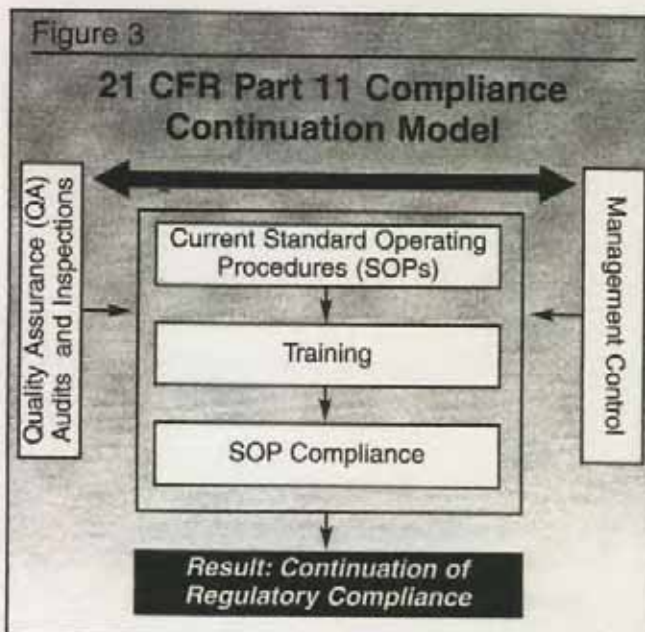 Figure 3
21 CFR Part 11 Compliance
Continuation Model
Quality Assurance (QA)
Audits and Inspections
Current Standard Operating
Procedures (SOPs)
Training
SOP Compliance
Management Control
Result: Continuation of
Regulatory Compliance